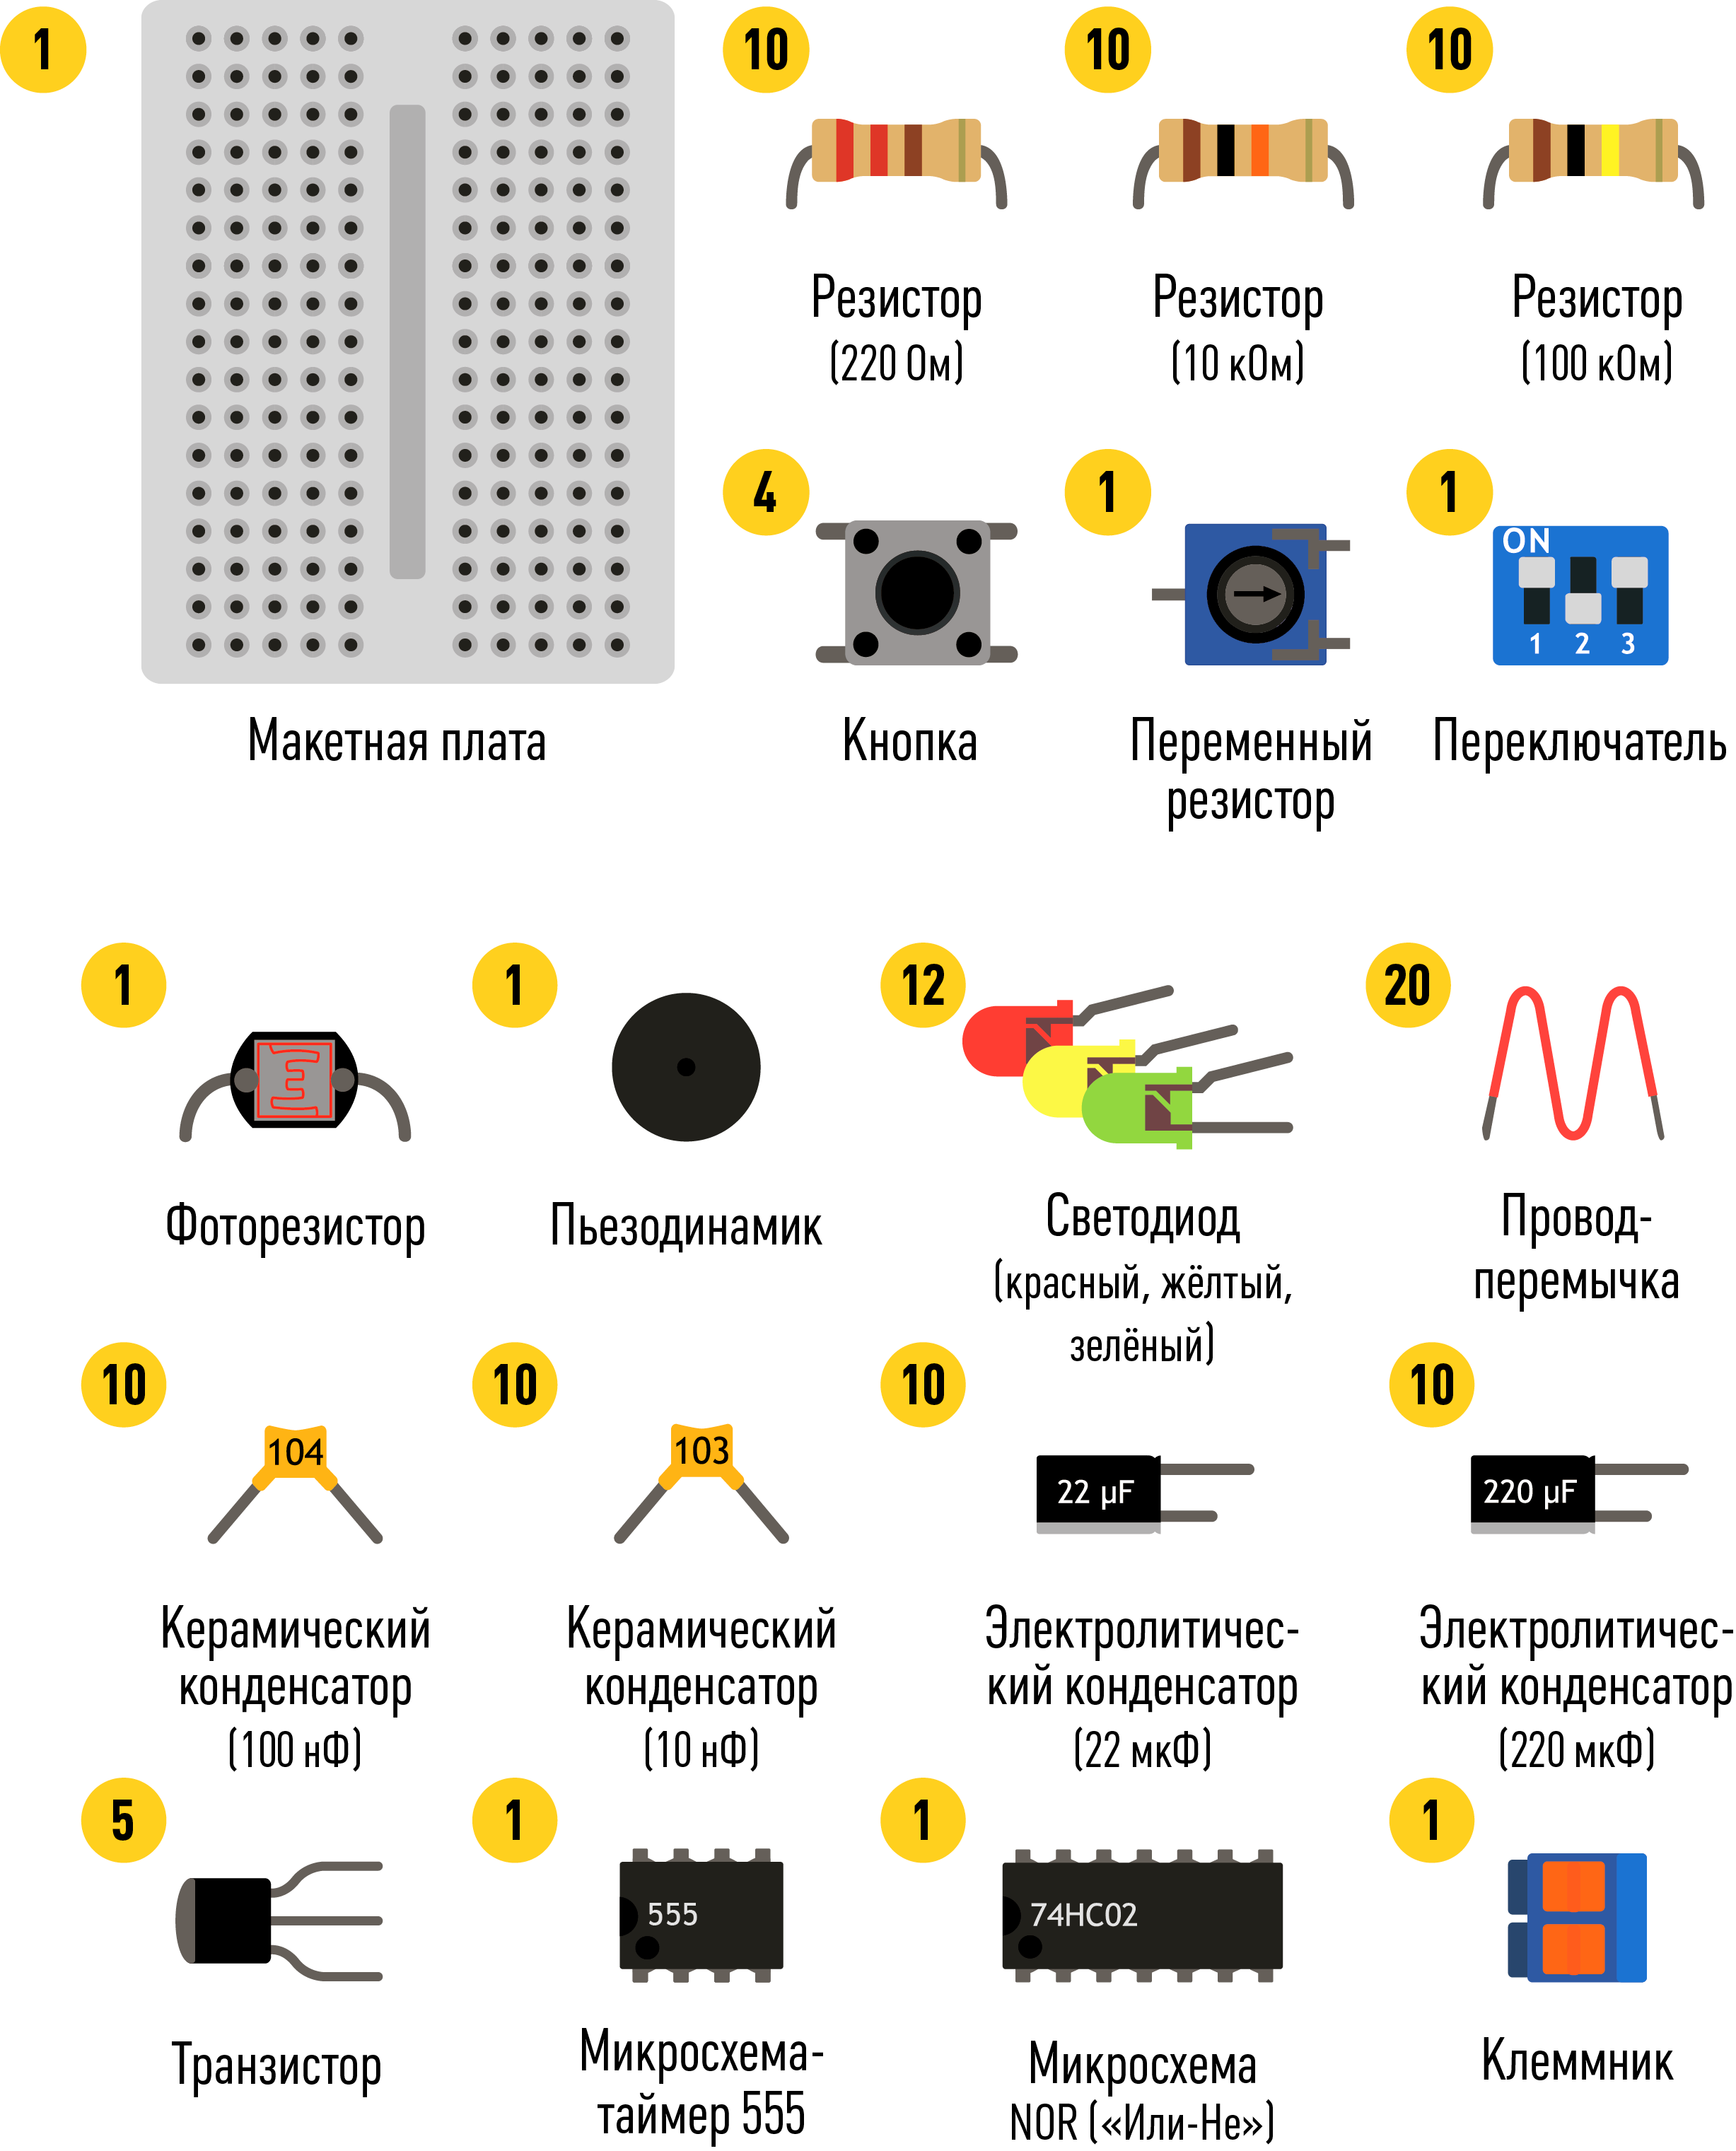 1
10
10
10
Резистор
(220 Ом)
Резистор
(10 кОм)
Резистор
(100 кОм)
4
1
1
ON
1 2 3
Макетная плата
Кнопка
Переменный
резистор
Переключатель
1
1
12
20
Фоторезистор
Пьезодинамик
Светодиод
(красный, жёлтый,
зелёный)
Провод-
перемычка
10
10
10
10
104
103
22 µF
220 µF
Керамический
конденсатор
(100 нФ)
Керамический
конденсатор
(10 нФ)
Электролитичес-
кий конденсатор
(22 мкФ)
Электролитичес-
кий конденсатор
(220 мкФ)
5
1
1
1
555
74HC02
Транзистор
Микросхема-
таймер 555
Микросхема
NOR («Или-Не»)
Клеммник